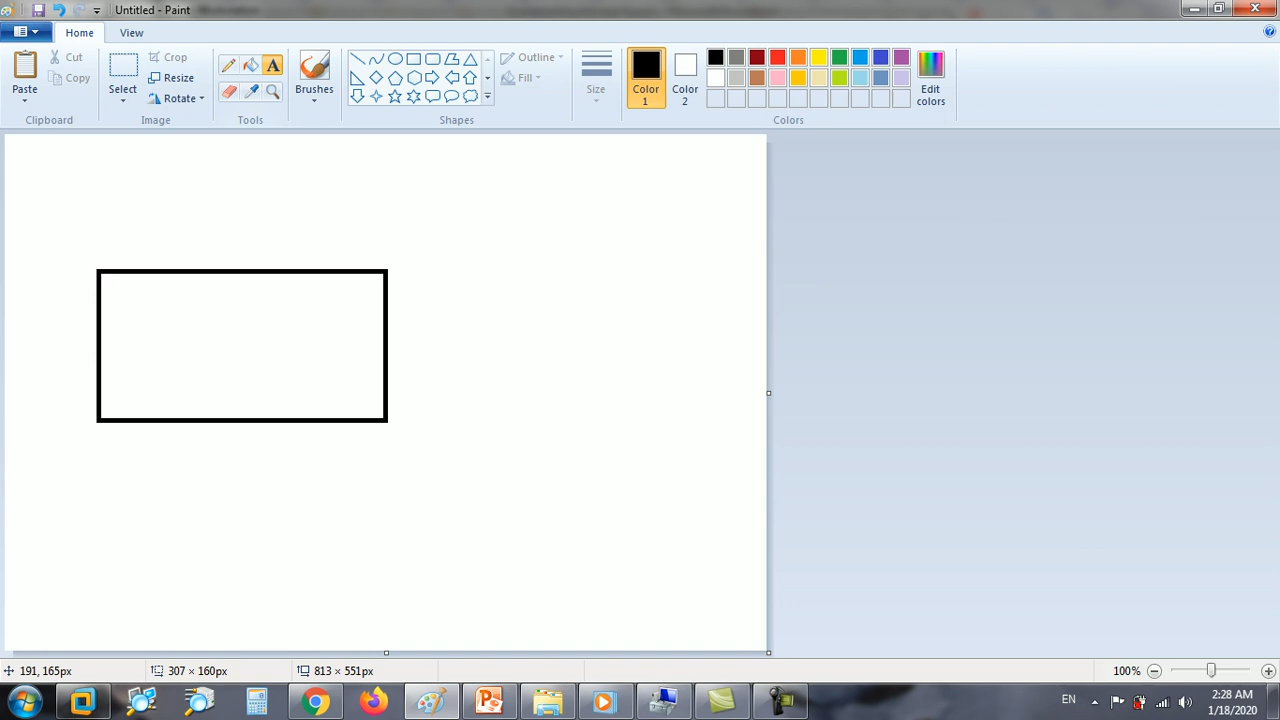 Untitled - Paint
Home View
Paste
Cut
Copy
Clipboard
Select
Crop
Resize
Rotate
Image
A
Tools
Brushes
Shapes
Outline
Fill
Size
Color 1
Color 2
Edit colors
Colors
191, 165px
307 × 160px
813 × 551px
100%
EN
2:28 AM
1/18/2020